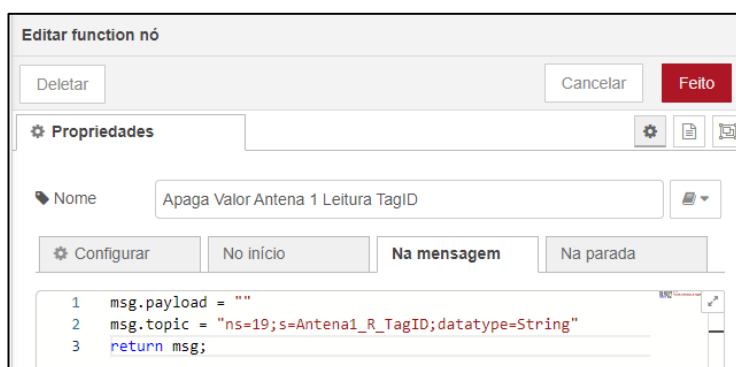 Editar function nó
Deletar Cancelar Feito
Propriedades
Nome Apaga Valor Antena 1 Leitura TagID
Configurar No início Na mensagem Na parada
1 msg.payload = ""
2 msg.topic = "ns=19;s=Antena1_R_TagID;datatype=String"
3 return msg;